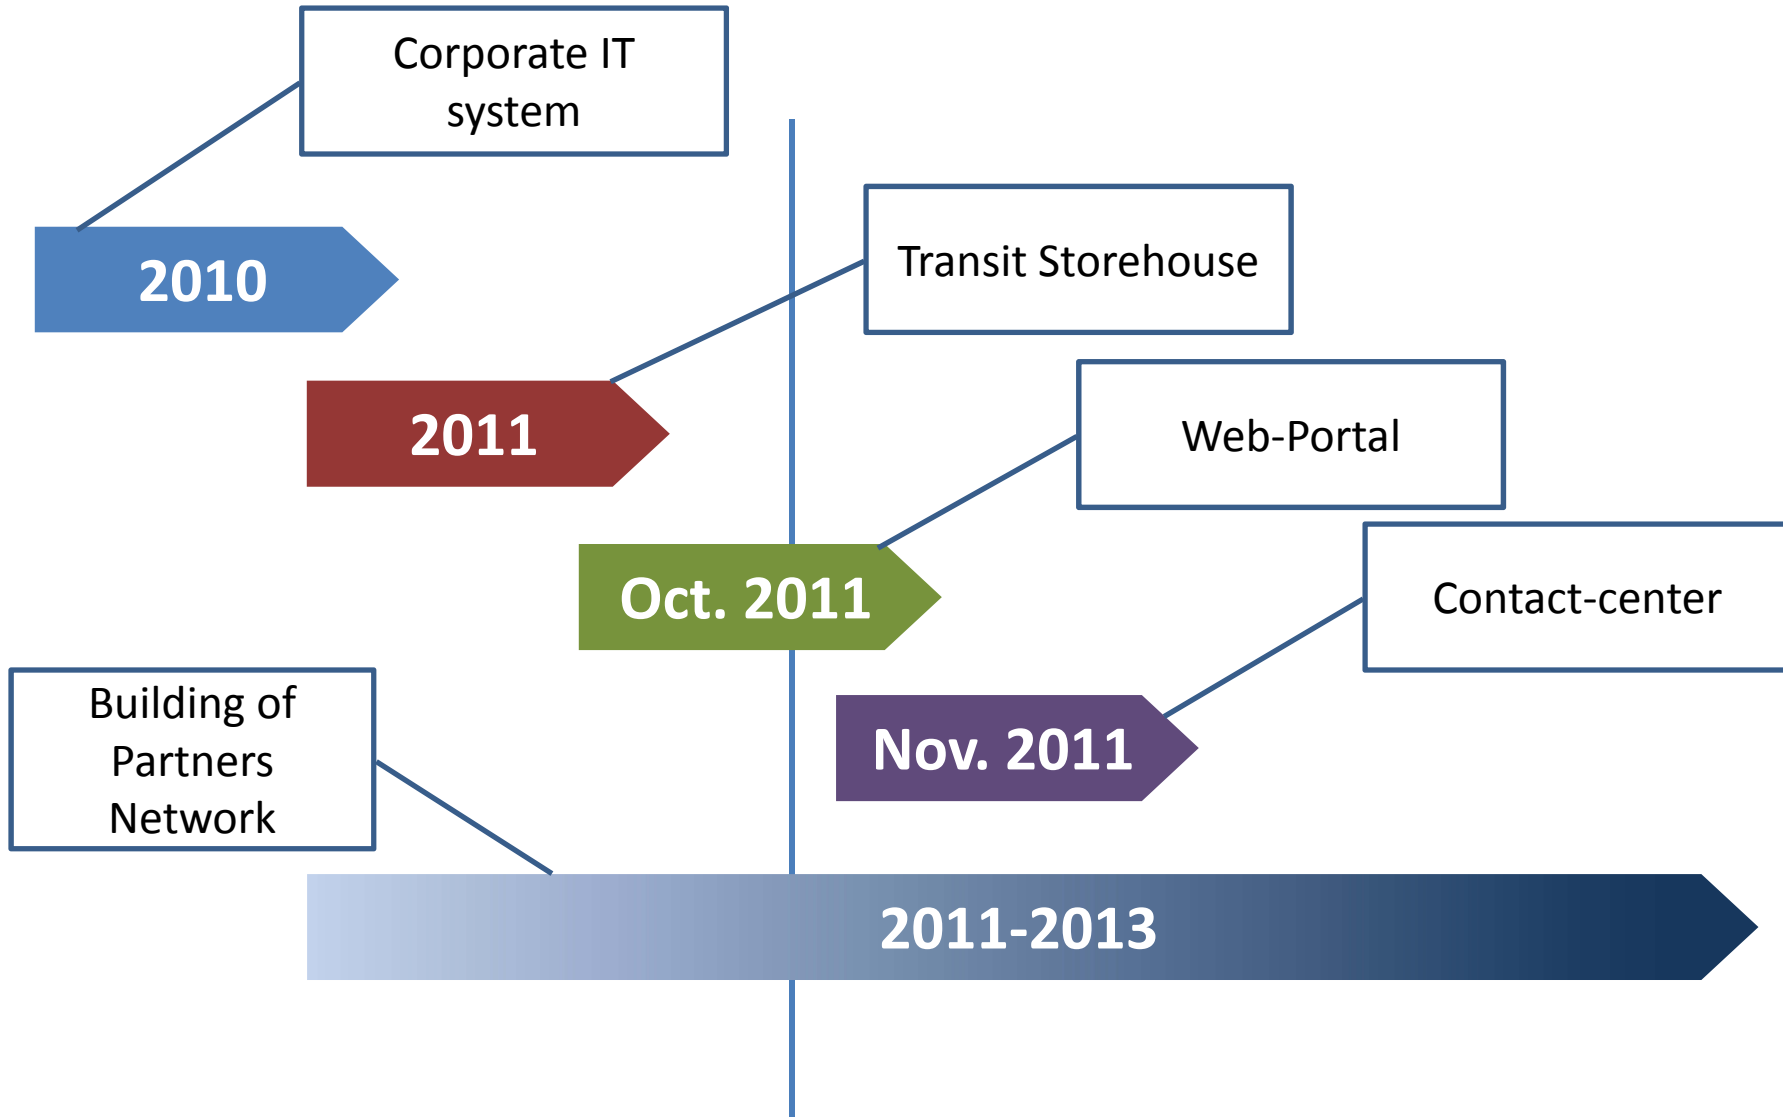 Corporate IT
system
2010
Transit Storehouse
2011
Web-Portal
Oct. 2011
Contact-center
Building of
Partners
Network
Nov. 2011
2011-2013